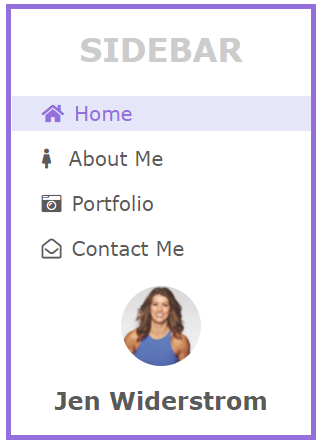 SIDEBAR
Home
About Me
Portfolio
Contact Me
Jen Widerstrom